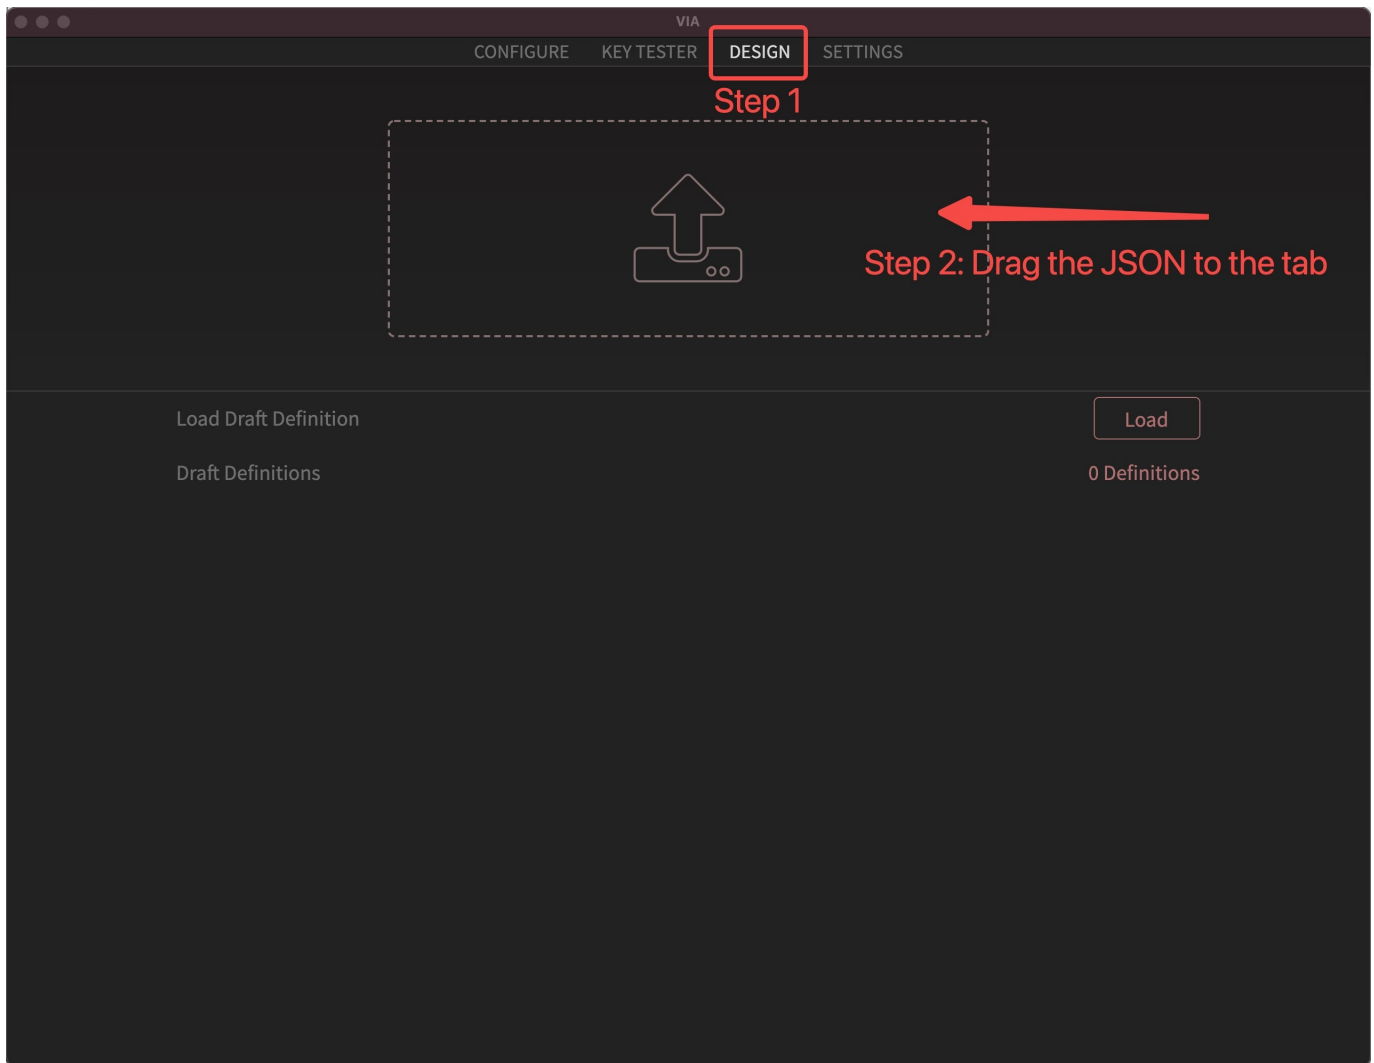 VIA
CONFIGURE KEY TESTER DESIGN SETTINGS
Step 1
Step 2: Drag the JSON to the tab
Load Draft Definition Load
Draft Definitions 0 Definitions